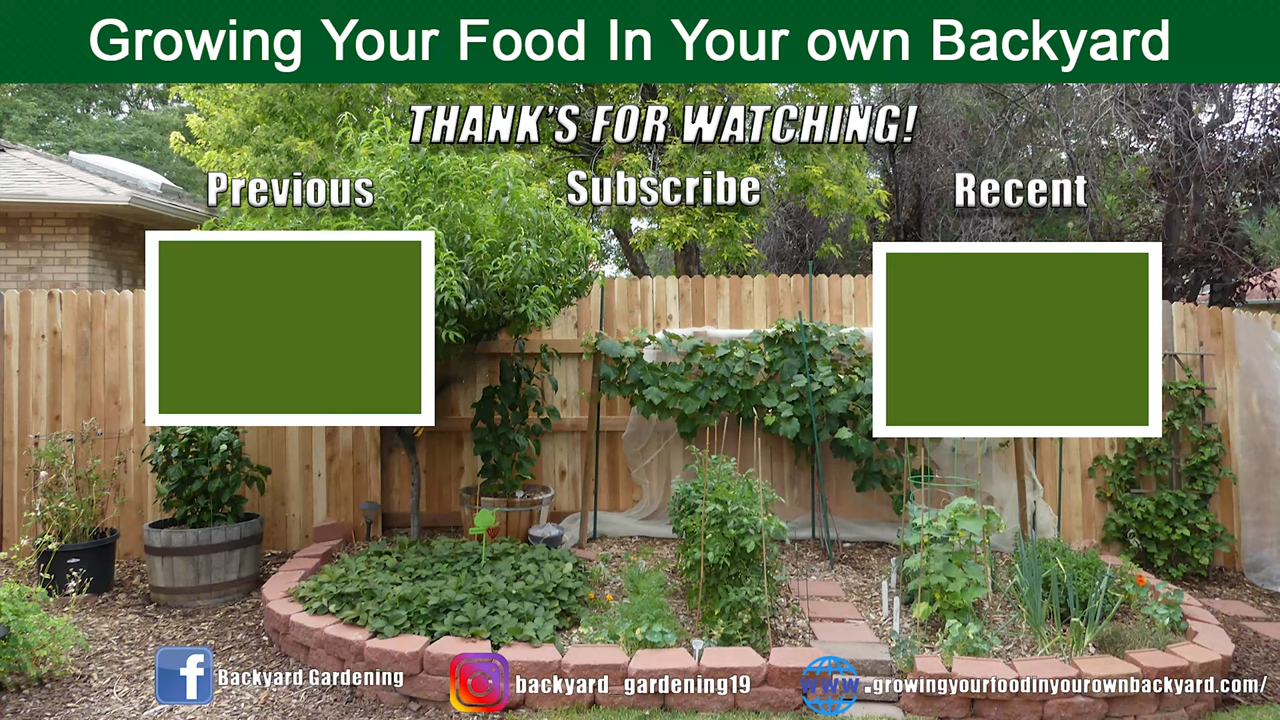 Growing Your Food In Your own Backyard
THANK'S FOR WATCHING!
Previous
Subscribe
Recent
Backyard Gardening
backyard gardening19
www.growingyourfoodinyourownbackyard.com/